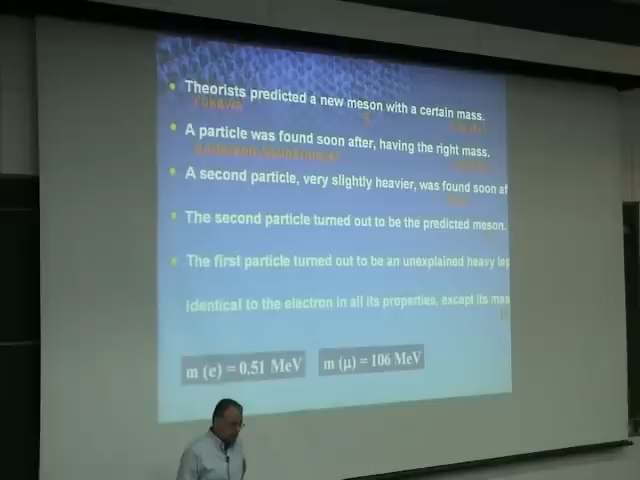 Theorists predicted a new meson with a certain mass.
Yukawa
A particle was found soon after, having the right mass.
A second particle, very slightly heavier, was found soon af
The second particle turned out to be the predicted meson.
The first particle turned out to be an unexplained heavy lep
identical to the electron in all its properties, except its mas
m (e) = 0.51 MeV m (μ) = 106 MeV